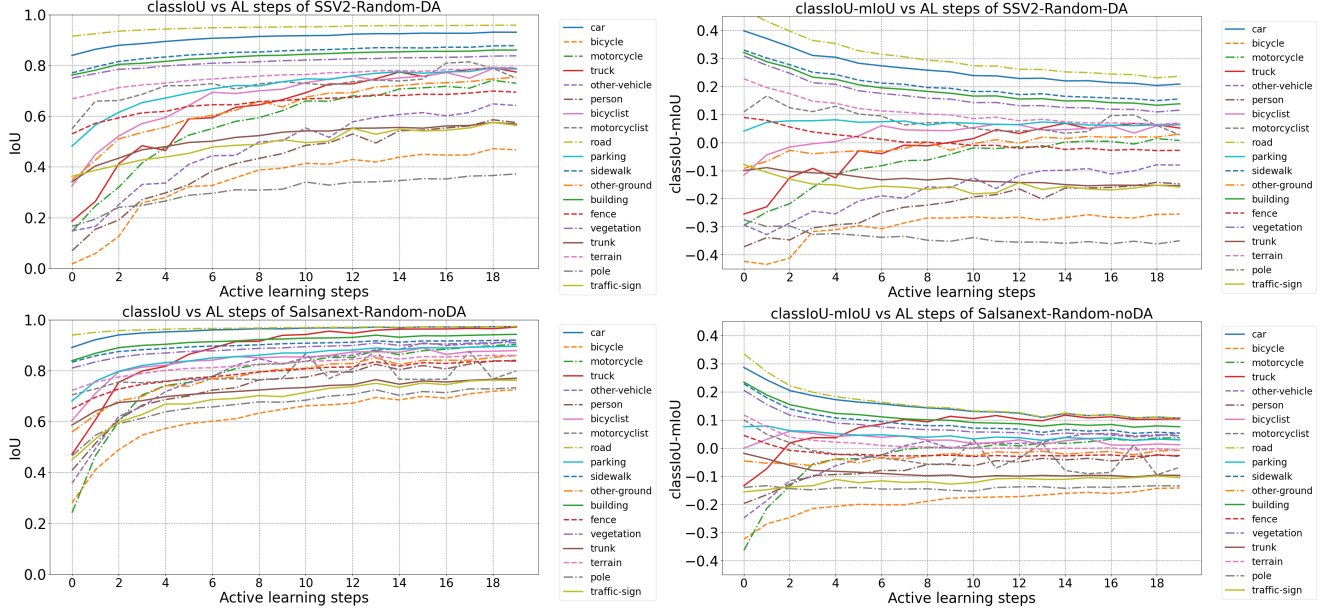 classIoU vs AL steps of SSV2-Random-DA
1.0
0.8
0.6
0.4
0.2
0.0
IoU
0 2 4 6 8 10 12 14 16 18
Active learning steps
car
bicycle
motorcycle
truck
other-vehicle
person
bicyclist
motorcyclist
road
parking
sidewalk
other-ground
building
fence
vegetation
trunk
terrain
pole
traffic-sign
classIoU-mIoU vs AL steps of SSV2-Random-DA
0.4
0.3
0.2
0.1
0.0
−0.1
−0.2
−0.3
−0.4
classIoU-mIoU
0 2 4 6 8 10 12 14 16 18
Active learning steps
car
bicycle
motorcycle
truck
other-vehicle
person
bicyclist
motorcyclist
road
parking
sidewalk
other-ground
building
fence
vegetation
trunk
terrain
pole
traffic-sign
classIoU vs AL steps of Salsanext-Random-noDA
1.0
0.8
0.6
0.4
0.2
0.0
IoU
0 2 4 6 8 10 12 14 16 18
Active learning steps
car
bicycle
motorcycle
truck
other-vehicle
person
bicyclist
motorcyclist
road
parking
sidewalk
other-ground
building
fence
vegetation
trunk
terrain
pole
traffic-sign
classIoU-mIoU vs AL steps of Salsanext-Random-noDA
0.4
0.3
0.2
0.1
0.0
−0.1
−0.2
−0.3
−0.4
classIoU-mIoU
0 2 4 6 8 10 12 14 16 18
Active learning steps
car
bicycle
motorcycle
truck
other-vehicle
person
bicyclist
motorcyclist
road
parking
sidewalk
other-ground
building
fence
vegetation
trunk
terrain
pole
traffic-sign